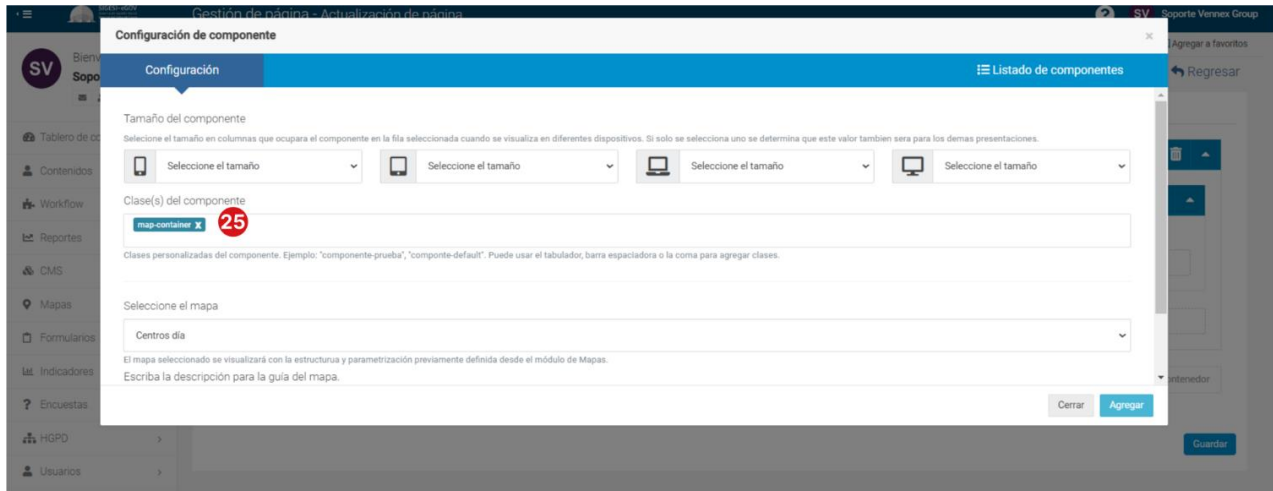 SIGESI-eGOV
Gestión de página - Actualización de página
? SV Soporte Vennex Group
Agregar a favoritos
Regresar
SV
Configuración de componente
×
Configuración
Listado de componentes
Tamaño del componente
Selecione el tamaño en columnas que ocupara el componente en la fila seleccionada cuando se visualiza en diferentes dispositivos. Si solo se selecciona uno se determina que este valor tambien sera para los demas presentaciones.
Seleccione el tamaño
Seleccione el tamaño
Seleccione el tamaño
Seleccione el tamaño
Clase(s) del componente
map-container X
25
Clases personalizadas del componente. Ejemplo: "componente-prueba", "componte-default". Puede usar el tabulador, barra espaciadora o la coma para agregar clases.
Seleccione el mapa
Centros día
El mapa seleccionado se visualizará con la estructurua y parametrización previamente definida desde el módulo de Mapas.
Escriba la descripción para la guía del mapa.
Cerrar
Agregar
Guardar
Tablero de
Contenidos
Workflow
Reportes
CMS
Mapas
Formularios
Indicadores
? Encuestas
HGPD
Usuarios